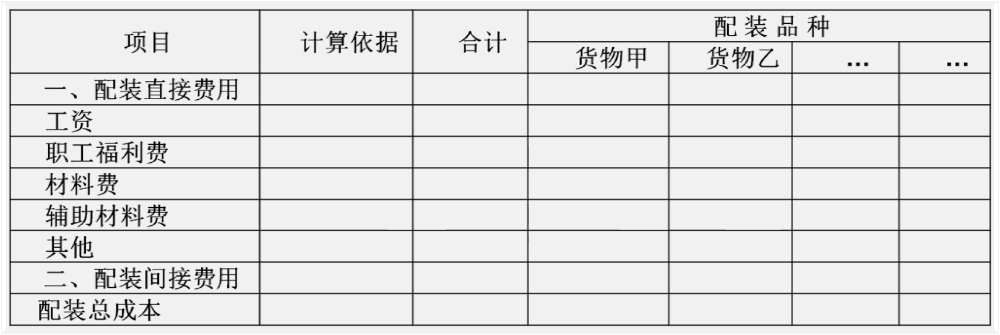 项目 计算依据 合计 配装品种
货物甲 货物乙 … …
一、配装直接费用
工资
职工福利费
材料费
辅助材料费
其他
二、配装间接费用
配装总成本